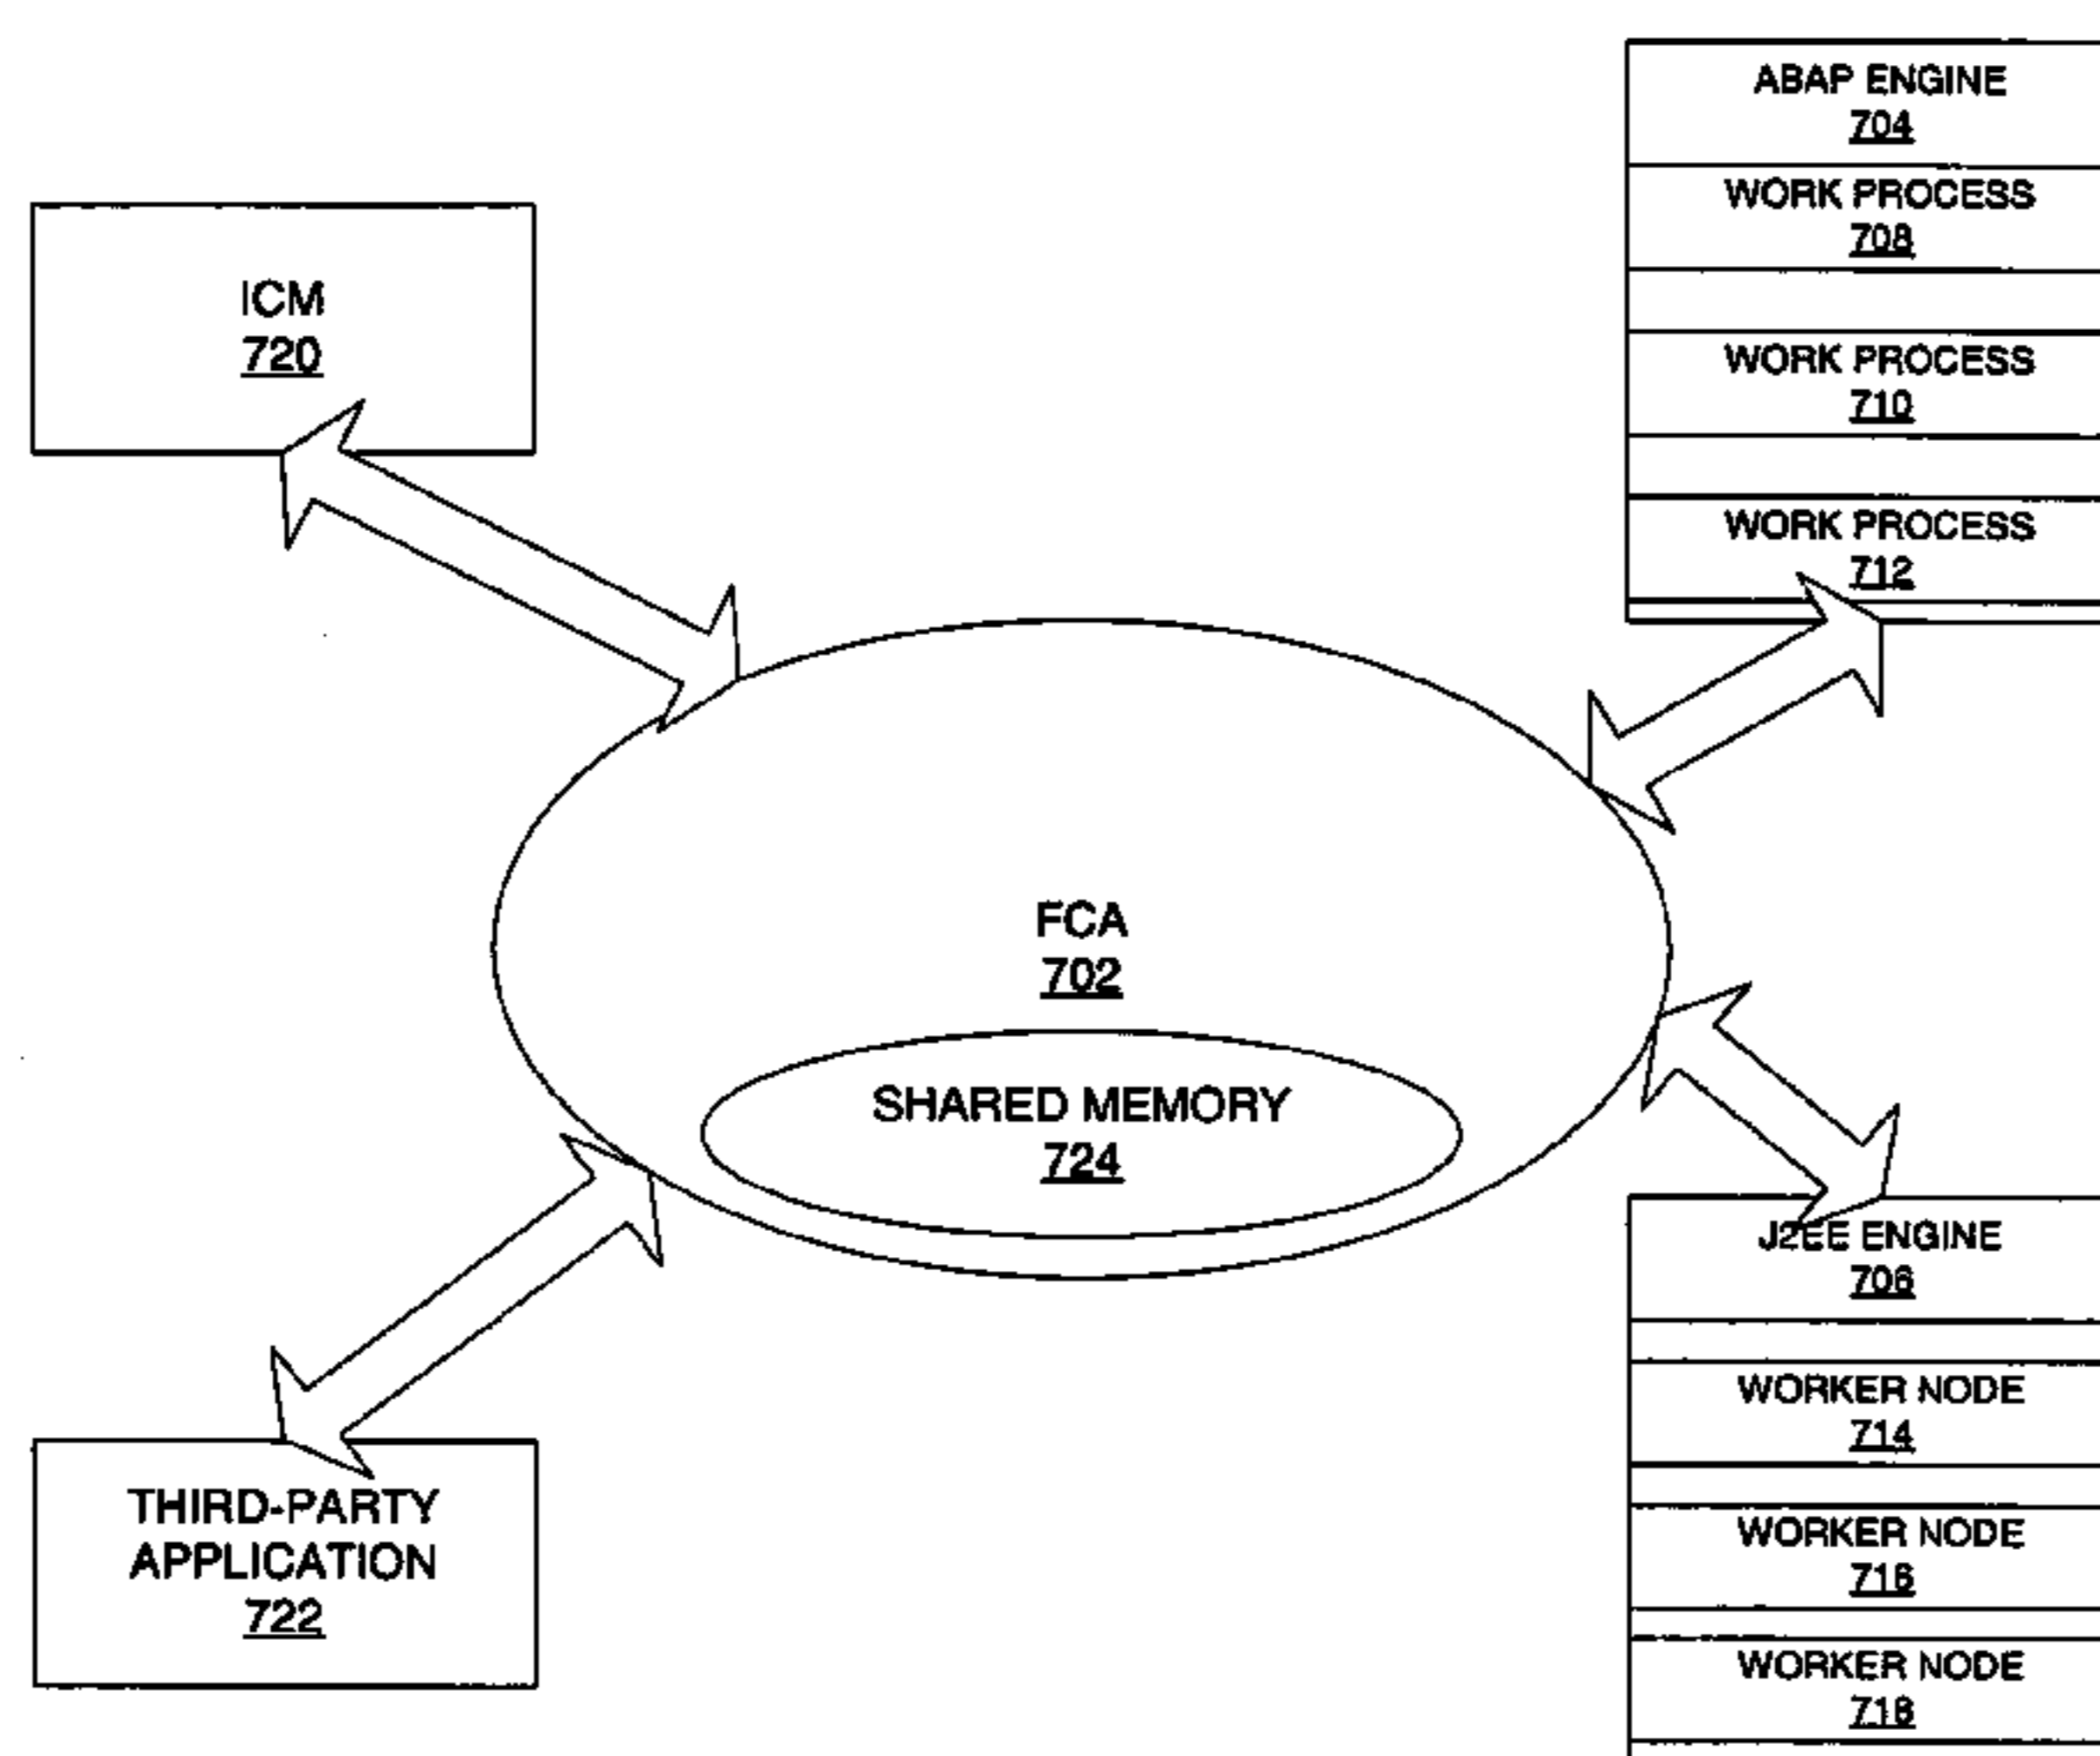 ABAP ENGINE
704
WORK PROCESS
708
WORK PROCESS
710
WORK PROCESS
712
ICM
720
FCA
702
SHARED MEMORY
724
THIRD-PARTY
APPLICATION
722
J2EE ENGINE
706
WORKER NODE
714
WORKER NODE
716
WORKER NODE
718